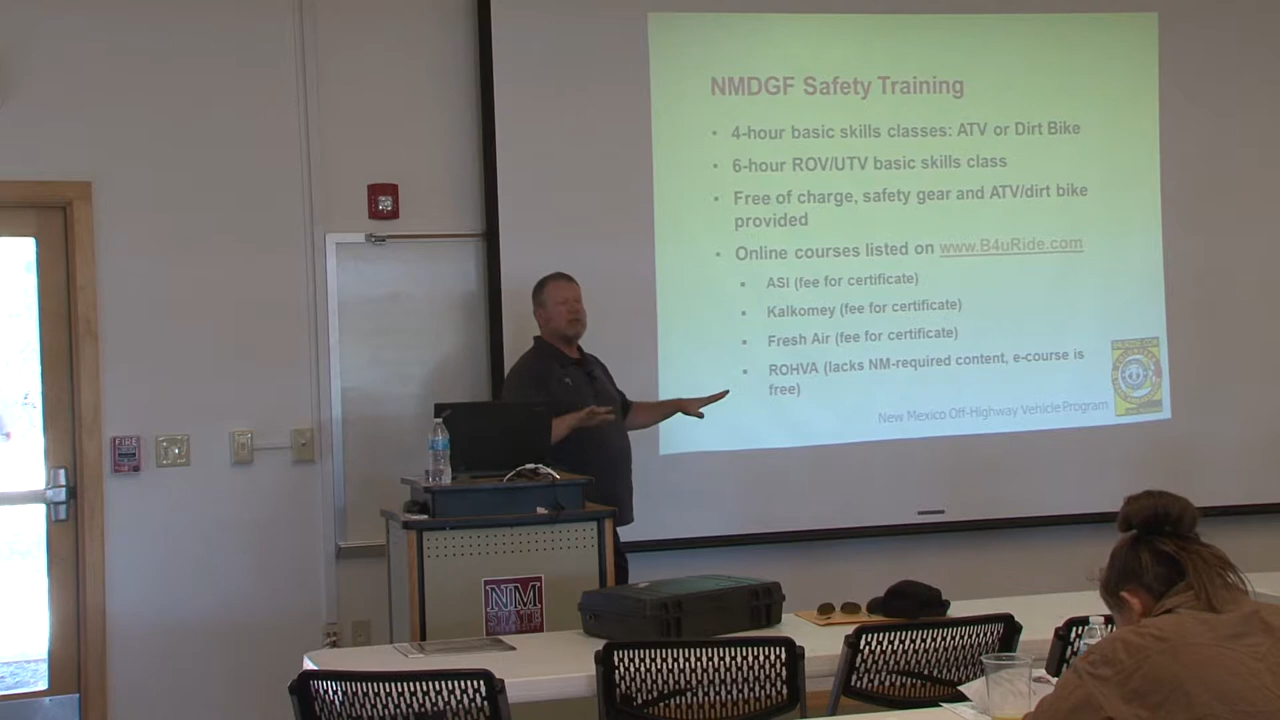 NMDGF Safety Training
• 4-hour basic skills classes: ATV or Dirt Bike
• 6-hour ROV/UTV basic skills class
• Free of charge, safety gear and ATV/dirt bike
provided
• Online courses listed on www.B4uRide.com
▪ ASI (fee for certificate)
▪ Kalkomey (fee for certificate)
▪ Fresh Air (fee for certificate)
▪ ROHVA (lacks NM-required content, e-course is
free)
New Mexico Off-Highway Vehicle Program
FIRE
NM
STATE
UNIVERSITY